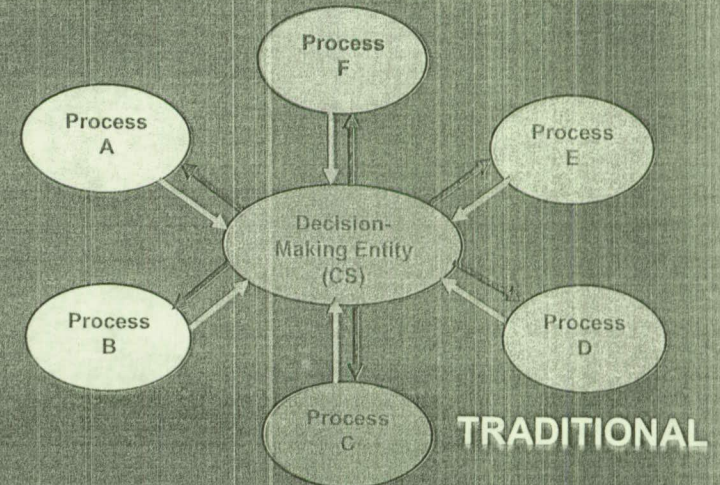 Process
F
Process
A
Process
E
Decision-
Making Entity
(CS)
Process
B
Process
D
Process
C
TRADITIONAL